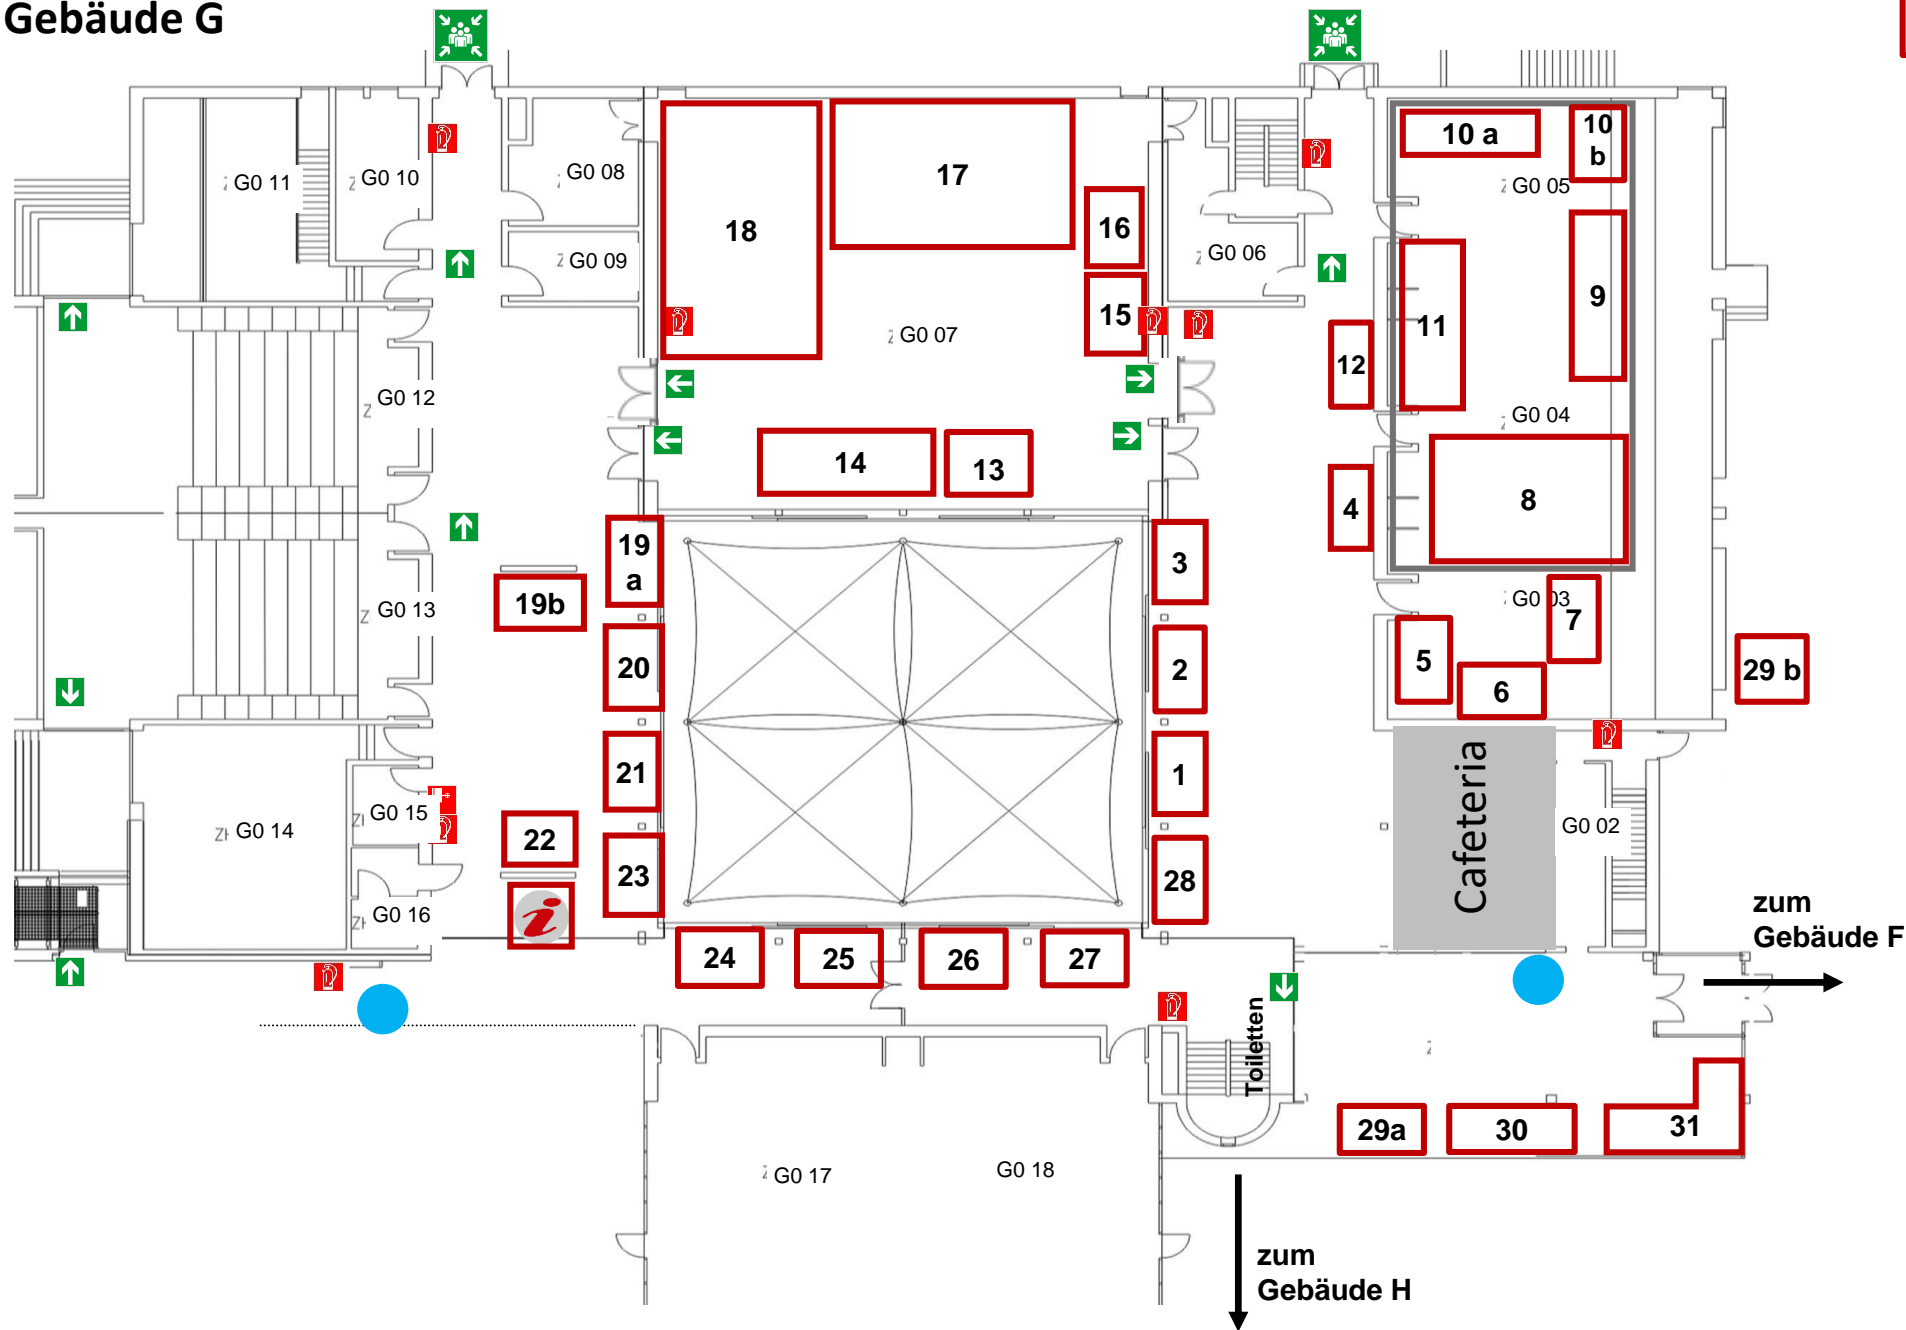 Gebäude G
10 a
10
b
G0 11
G0 10
G0 08
17
G0 05
18
16
G0 09
G0 06
9
15
11
G0 07
12
G0 12
G0 04
14
13
8
4
19
a
3
19b
G0 13
G0 03
7
20
2
5
6
29 b
21
1
Cafeteria
G0 15
G0 14
22
G0 02
23
28
i
G0 16
zum
Gebäude F
24
25
26
27
Toiletten
29a
30
31
G0 17
G0 18
zum
Gebäude H